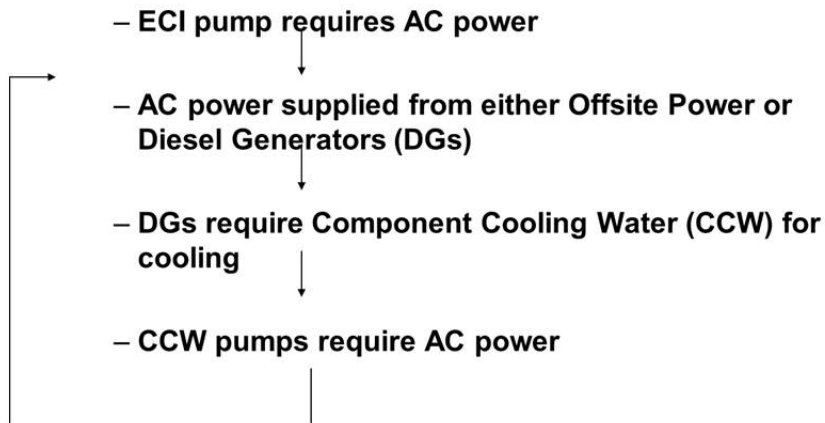 – ECI pump requires AC power
– AC power supplied from either Offsite Power or
Diesel Generators (DGs)
– DGs require Component Cooling Water (CCW) for
cooling
– CCW pumps require AC power